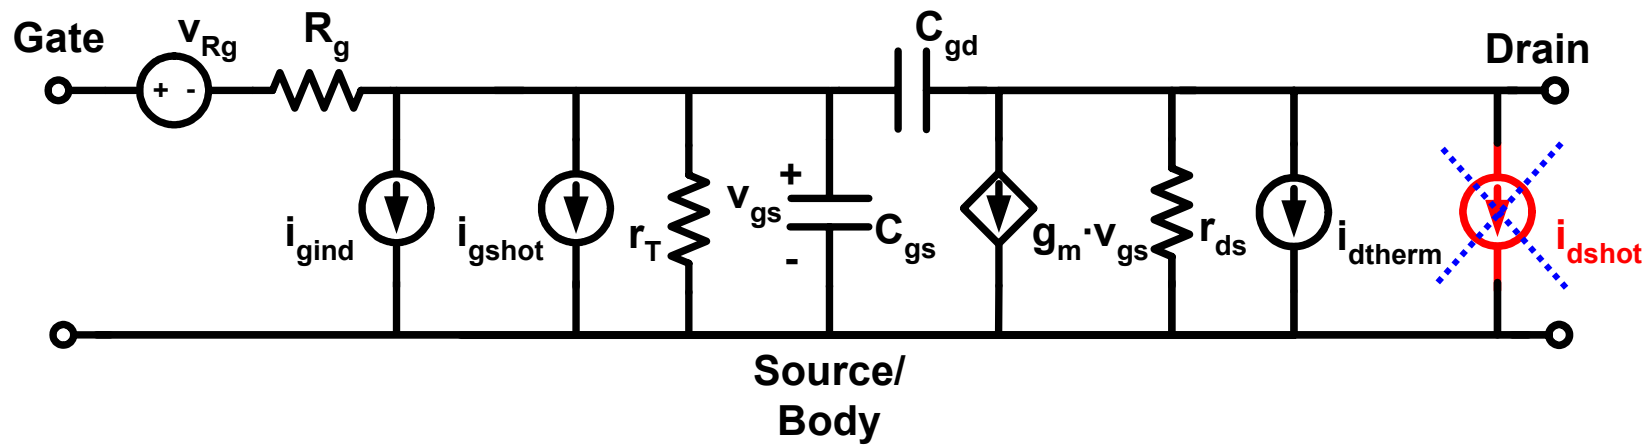 Gate
vRg
Rg
Cgd
Drain
+ -
igind
igshot
rT
+
vgs
-
Cgs
gm·vgs
rds
idtherm
idshot
Source/
Body